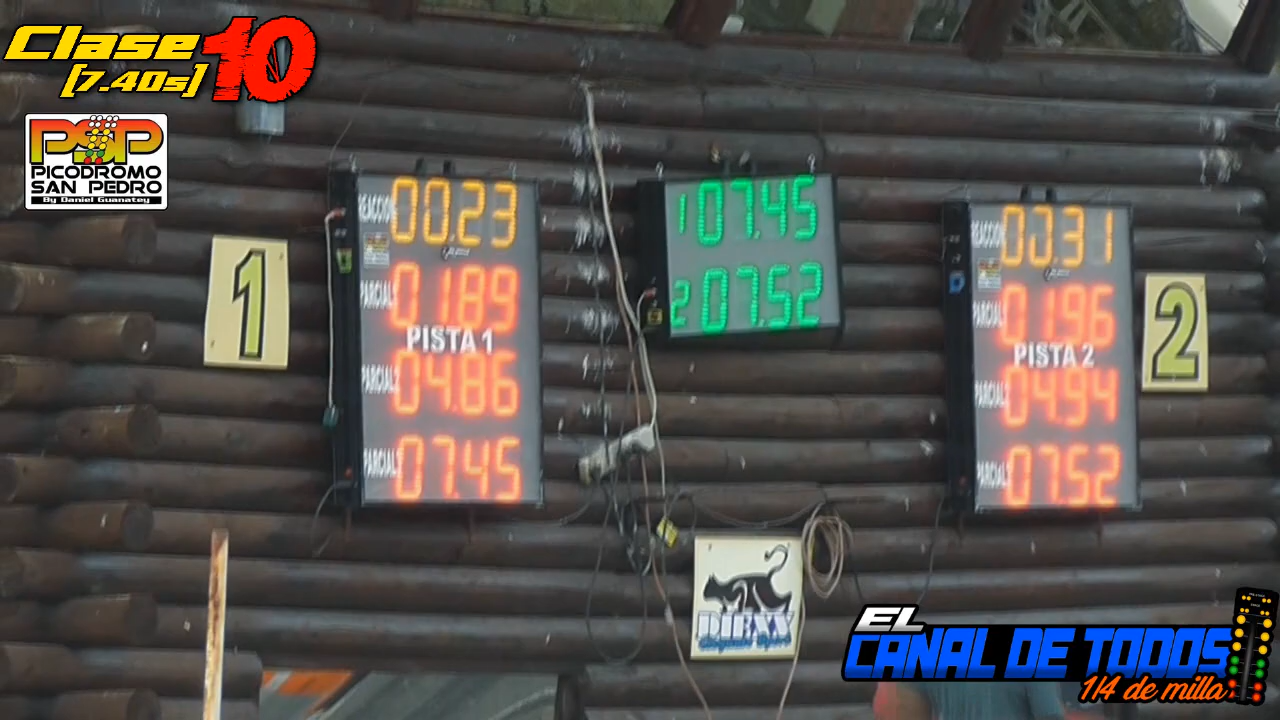 Clase 10
[7.40s]
PSP
PICODROMO
SAN PEDRO
By Daniel Guanatey
1
REACCION 00.23
PARCIAL1 01.89
PISTA 1
PARCIAL2 04.86
PARCIAL3 07.45
1 07.45
2 07.52
REACCION 00.31
PARCIAL1 01.96
PISTA 2
PARCIAL2 04.94
PARCIAL3 07.52
2
EL
CANAL DE TODOS
1/4 de milla